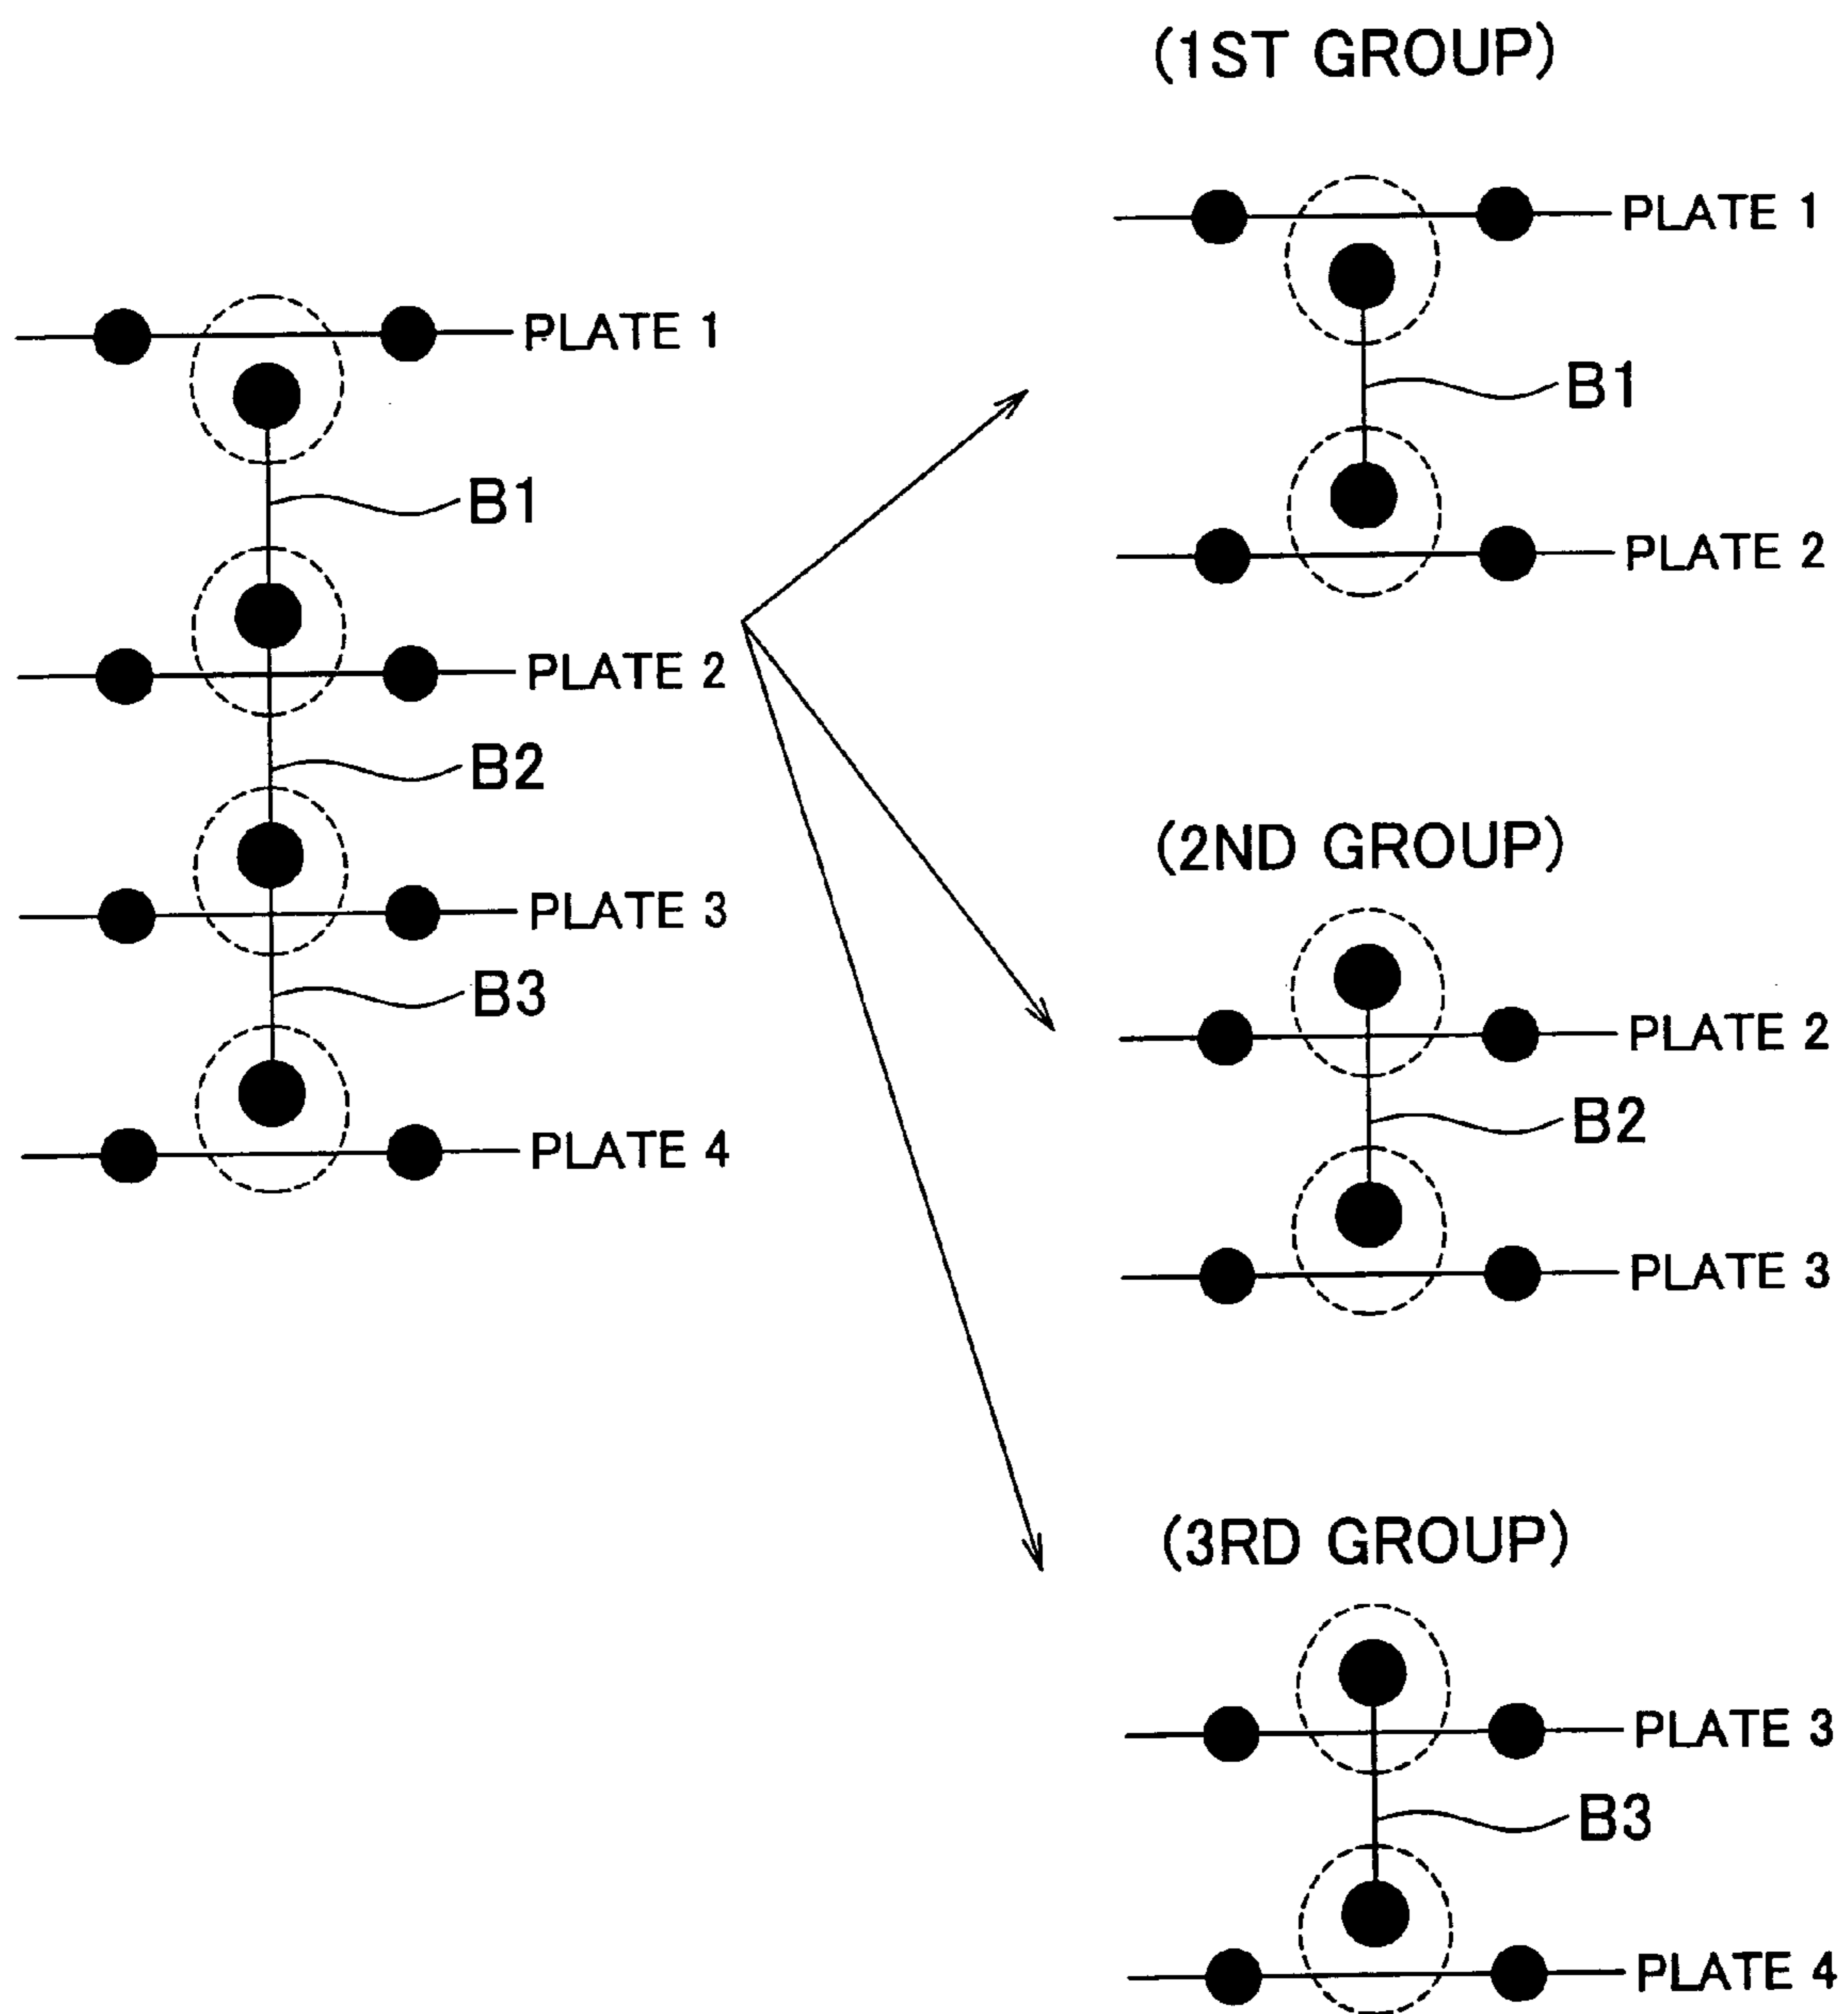 PLATE 1
B1
PLATE 2
B2
PLATE 3
B3
PLATE 4
(1ST GROUP)
PLATE 1
B1
PLATE 2
(2ND GROUP)
PLATE 2
B2
PLATE 3
(3RD GROUP)
PLATE 3
B3
PLATE 4